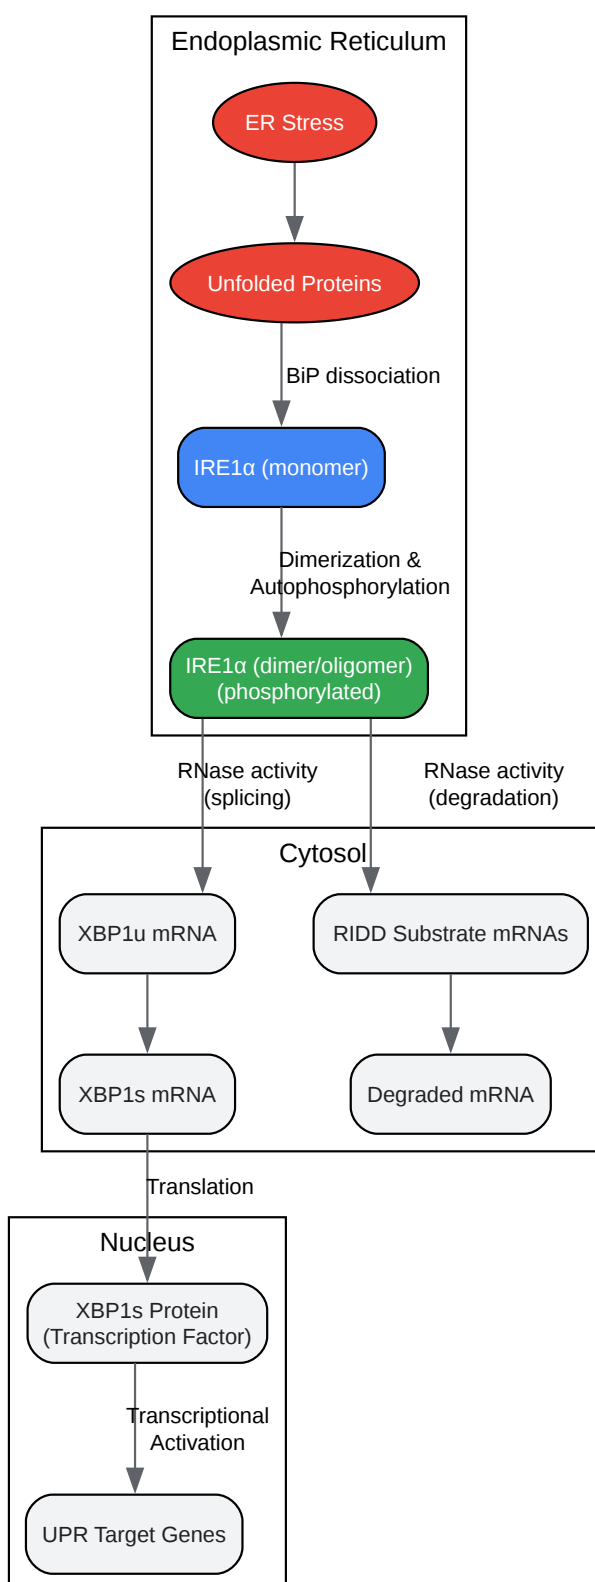 Endoplasmic Reticulum
ER Stress
Unfolded Proteins
BiP dissociation
IRE1α (monomer)
Dimerization &
Autophosphorylation
IRE1α (dimer/oligomer)
(phosphorylated)
RNase activity
(splicing)
RNase activity
(degradation)
Cytosol
XBP1u mRNA
RIDD Substrate mRNAs
XBP1s mRNA
Degraded mRNA
Translation
Nucleus
XBP1s Protein
(Transcription Factor)
Transcriptional
Activation
UPR Target Genes